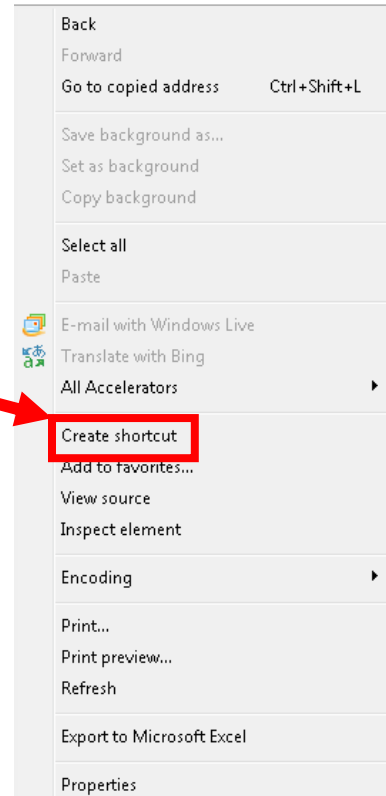 Back
Forward
Go to copied address Ctrl+Shift+L
Save background as...
Set as background
Copy background
Select all
Paste
E-mail with Windows Live
Translate with Bing
All Accelerators
Create shortcut
Add to favorites...
View source
Inspect element
Encoding
Print...
Print preview...
Refresh
Export to Microsoft Excel
Properties